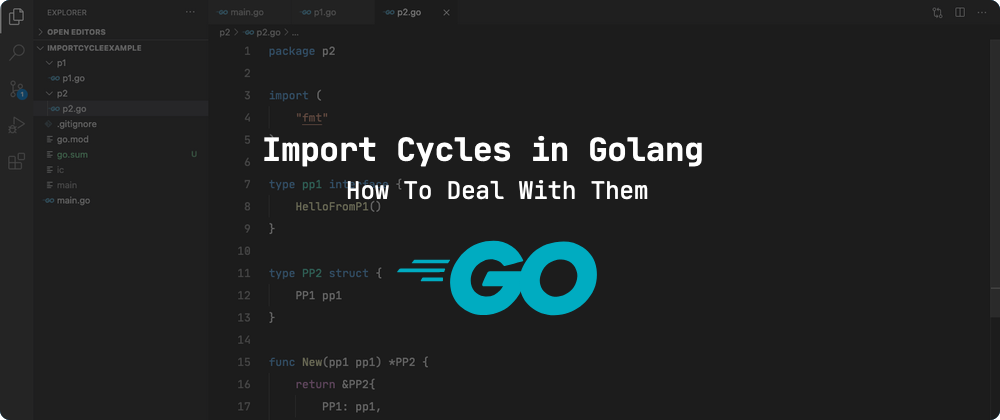 EXPLORER
main.go
p1.go
p2.go
OPEN EDITORS
p2 > p2.go > ...
IMPORTCYCLEEXAMPLE
p1
p1.go
p2
p2.go
.gitignore
go.mod
go.sum U
ic
main
main.go
1
1 package p2
2
3 import (
4 "fmt"
5 )
Import Cycles in Golang
How To Deal With Them
7 type pp1 interface {
8 HelloFromP1()
9 }
10
11 type PP2 struct {
12 PP1 pp1
13 }
14
15 func New(pp1 pp1) *PP2 {
16 return &PP2{
17 PP1: pp1,
GO